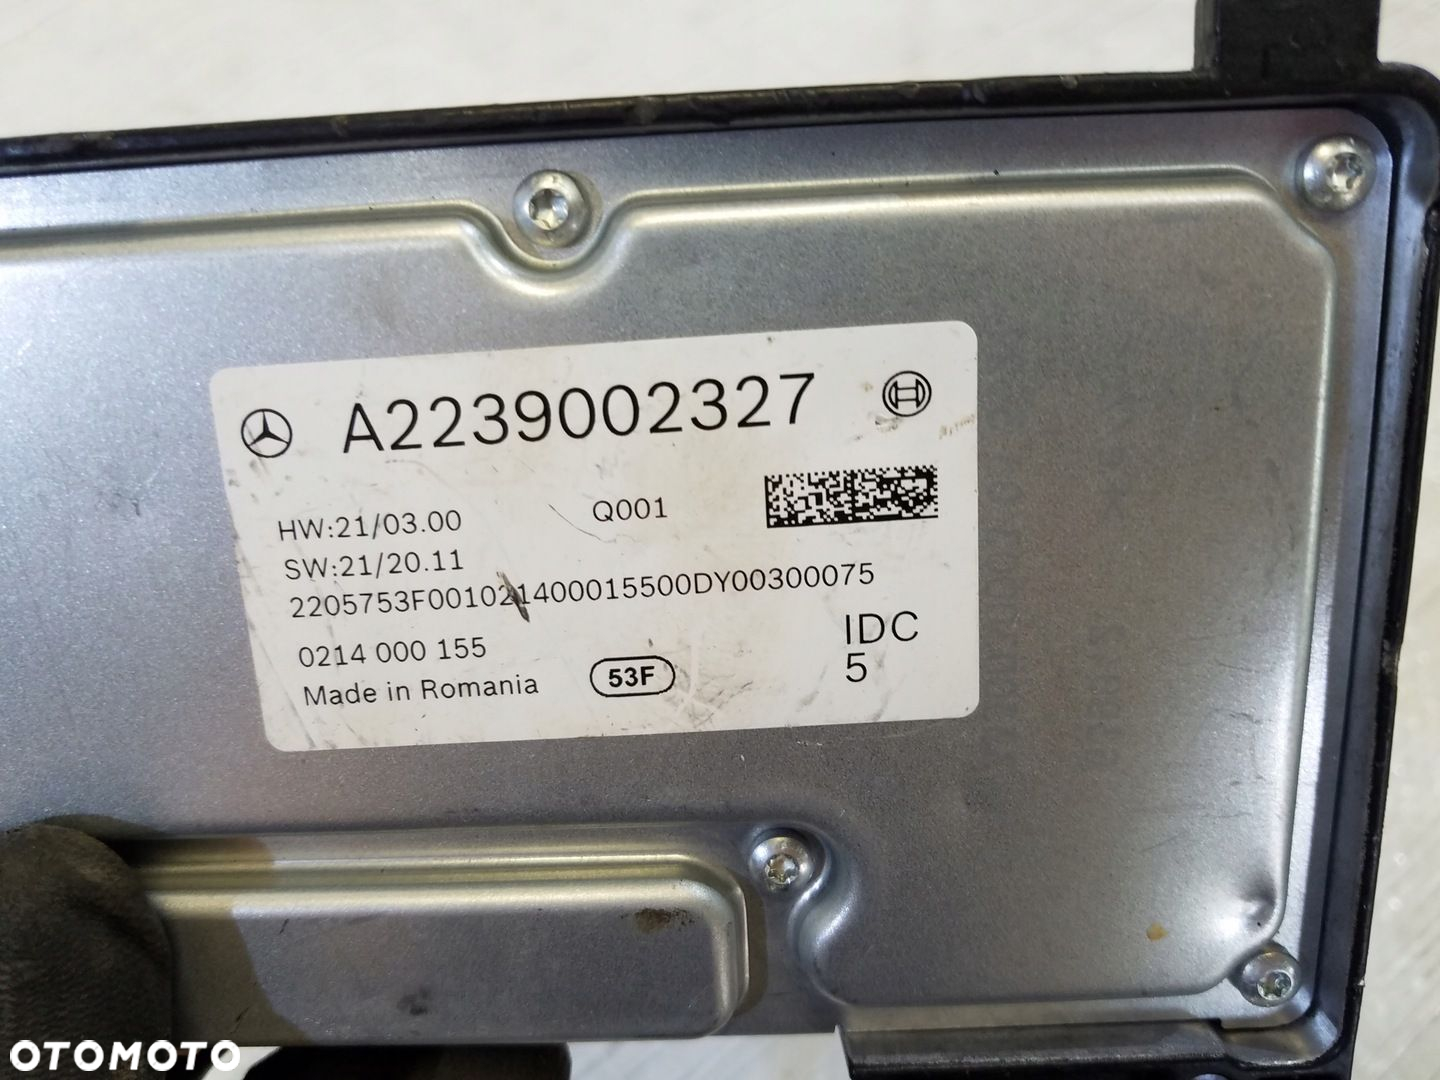 A2239002327
HW:21/03.00 Q001
SW:21/20.11
2205753F001021400015500DY00300075
0214 000 155
IDC
5
Made in Romania 53F
OTOMOTO